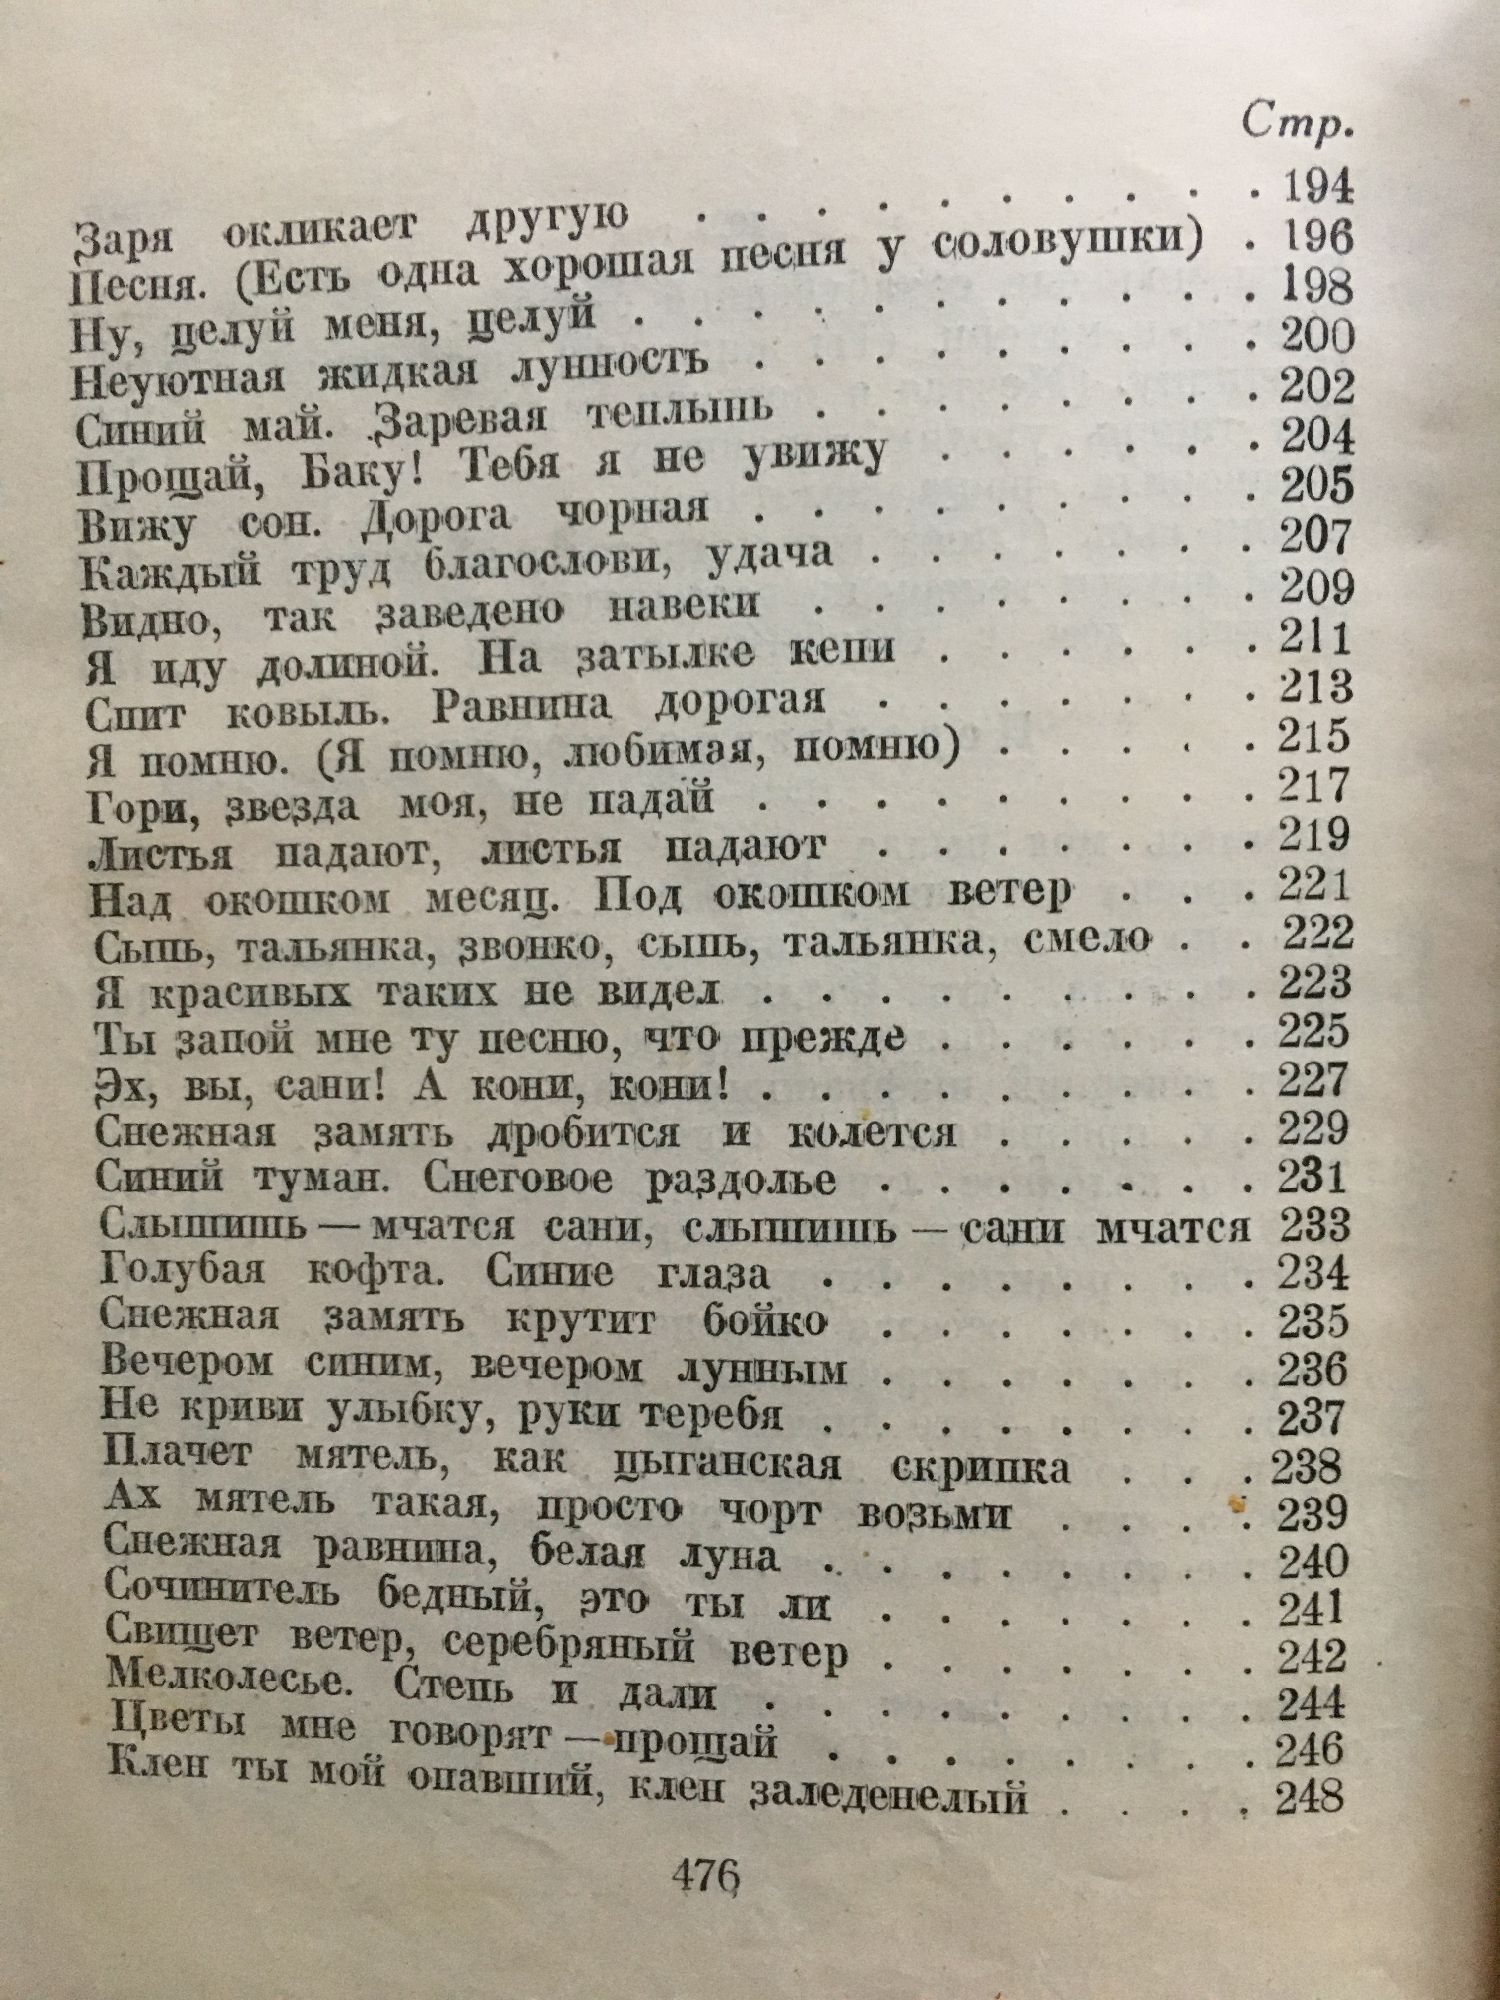 Стр.
Заря окликает другую . . . . . . . . . . 194
Песня. (Есть одна хорошая песня у соловушки) . 196
Ну, целуй меня, целуй . . . . . . . . . . . 198
Неуютная жидкая лунность . . . . . . . . . 200
Синий май. Заревая теплынь . . . . . . . . 202
Прощай, Баку! Тебя я не увижу . . . . . . 204
Вижу сон. Дорога чорная . . . . . . . . . 205
Каждый труд благослови, удача . . . . . . . 207
Видно, так заведено навеки . . . . . . . . 209
Я иду долиной. На затылке кепи . . . . . . 211
Спит ковыль. Равнина дорогая . . . . . . . 213
Я помню. (Я помню, любимая, помню) . . . . . 215
Гори, звезда моя, не падай . . . . . . . . . 217
Листья падают, листья падают . . . . . . . 219
Над окошком месяц. Под окошком ветер . . . 221
Сыпь, тальянка, звонко, сыпь, тальянка, смело . . 222
Я красивых таких не видел . . . . . . . . . 223
Ты запой мне ту песню, что прежде . . . . . . 225
Эх, вы, сани! А кони, кони! . . . . . . . . . 227
Снежная замять дробится и колется . . . . . 229
Синий туман. Снеговое раздолье . . . . . . . 231
Слышишь — мчатся сани, слышишь — сани мчатся 233
Голубая кофта. Синие глаза . . . . . . . . 234
Снежная замять крутит бойко . . . . . . . 235
Вечером синим, вечером лунным . . . . . . . 236
Не криви улыбку, руки теребя . . . . . . . . 237
Плачет мятель, как цыганская скрипка . . . 238
Ах мятель такая, просто чорт возьми . . . . 239
Снежная равнина, белая луна . . . . . . . . 240
Сочинитель бедный, это ты ли . . . . . . . 241
Свищет ветер, серебряный ветер . . . . . . . 242
Мелколесье. Степь и дали . . . . . . . . . 244
Цветы мне говорят — прощай . . . . . . . . 246
Клен ты мой опавший, клен заледенелый . . . . 248
476